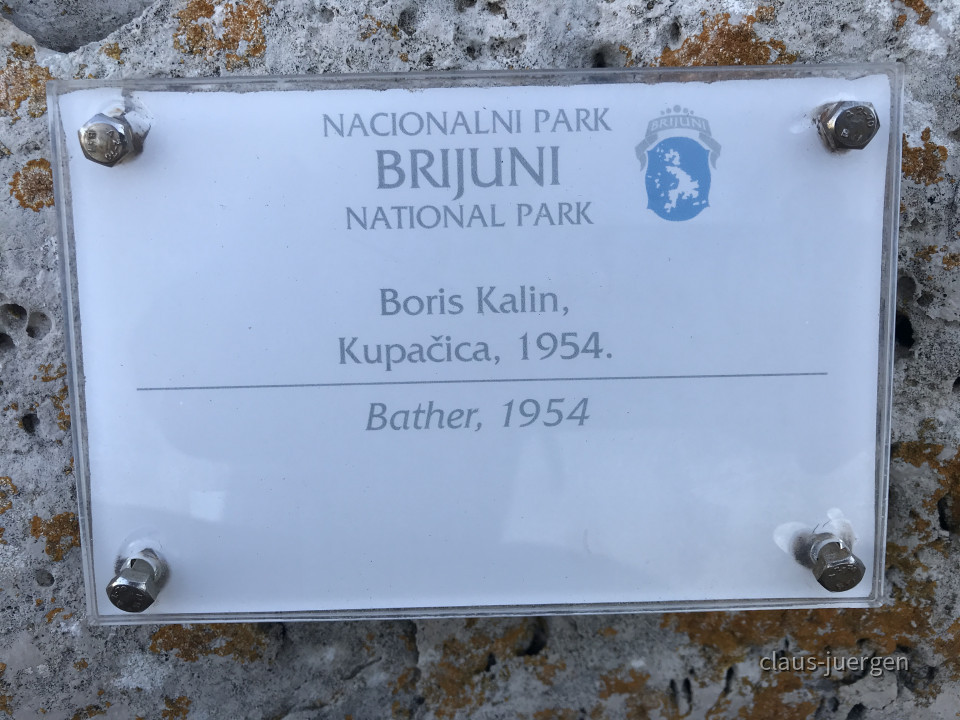 NACIONALNI PARK
BRIJUNI
NATIONAL PARK
BRIJUNI
Boris Kalin,
Kupačica, 1954.
Bather, 1954
claus-juergen